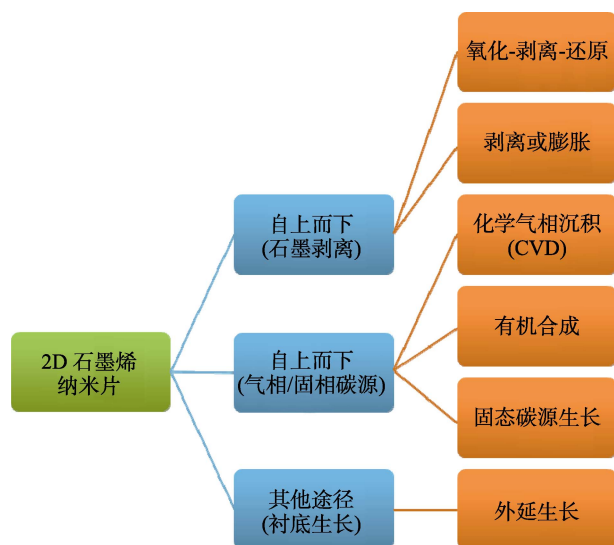 2D 石墨烯
纳米片
自上而下
(石墨剥离)
氧化-剥离-还原
剥离或膨胀
自上而下
(气相/固相碳源)
化学气相沉积
(CVD)
有机合成
固态碳源生长
其他途径
(衬底生长)
外延生长